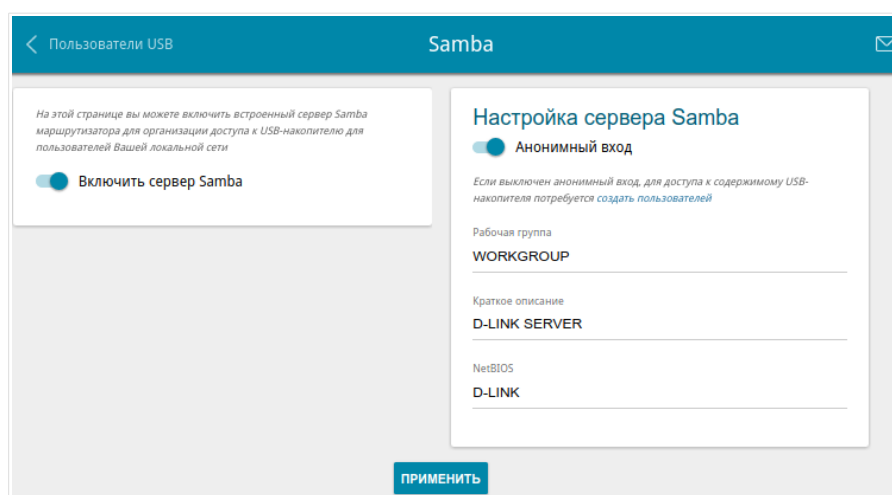 Пользователи USB
Samba
На этой странице вы можете включить встроенный сервер Samba
маршрутизатора для организации доступа к USB-накопителю для
пользователей Вашей локальной сети
Включить сервер Samba
Настройка сервера Samba
Анонимный вход
Если выключен анонимный вход, для доступа к содержимому USB-
накопителя потребуется создать пользователей
Рабочая группа
WORKGROUP
Краткое описание
D-LINK SERVER
NetBIOS
D-LINK
ПРИМЕНИТЬ